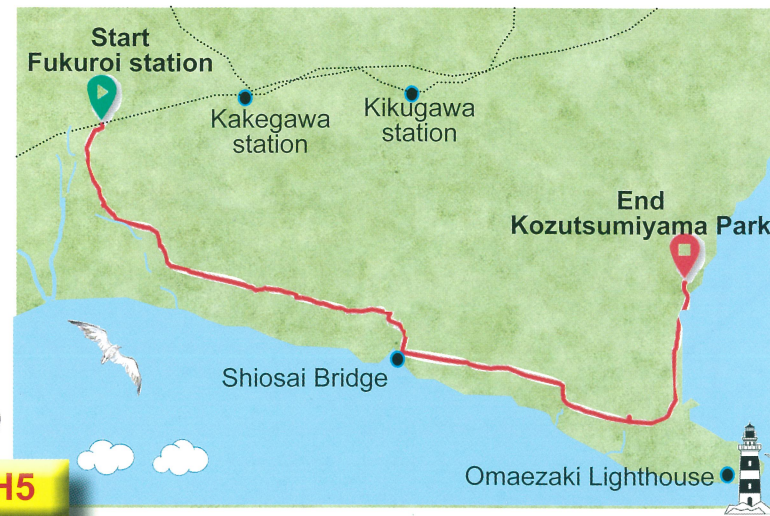 Start
Fukuroi station
Kakegawa
station
Kikugawa
station
End
Kozutsumiyama Park
Shiosai Bridge
Omaezaki Lighthouse
H5